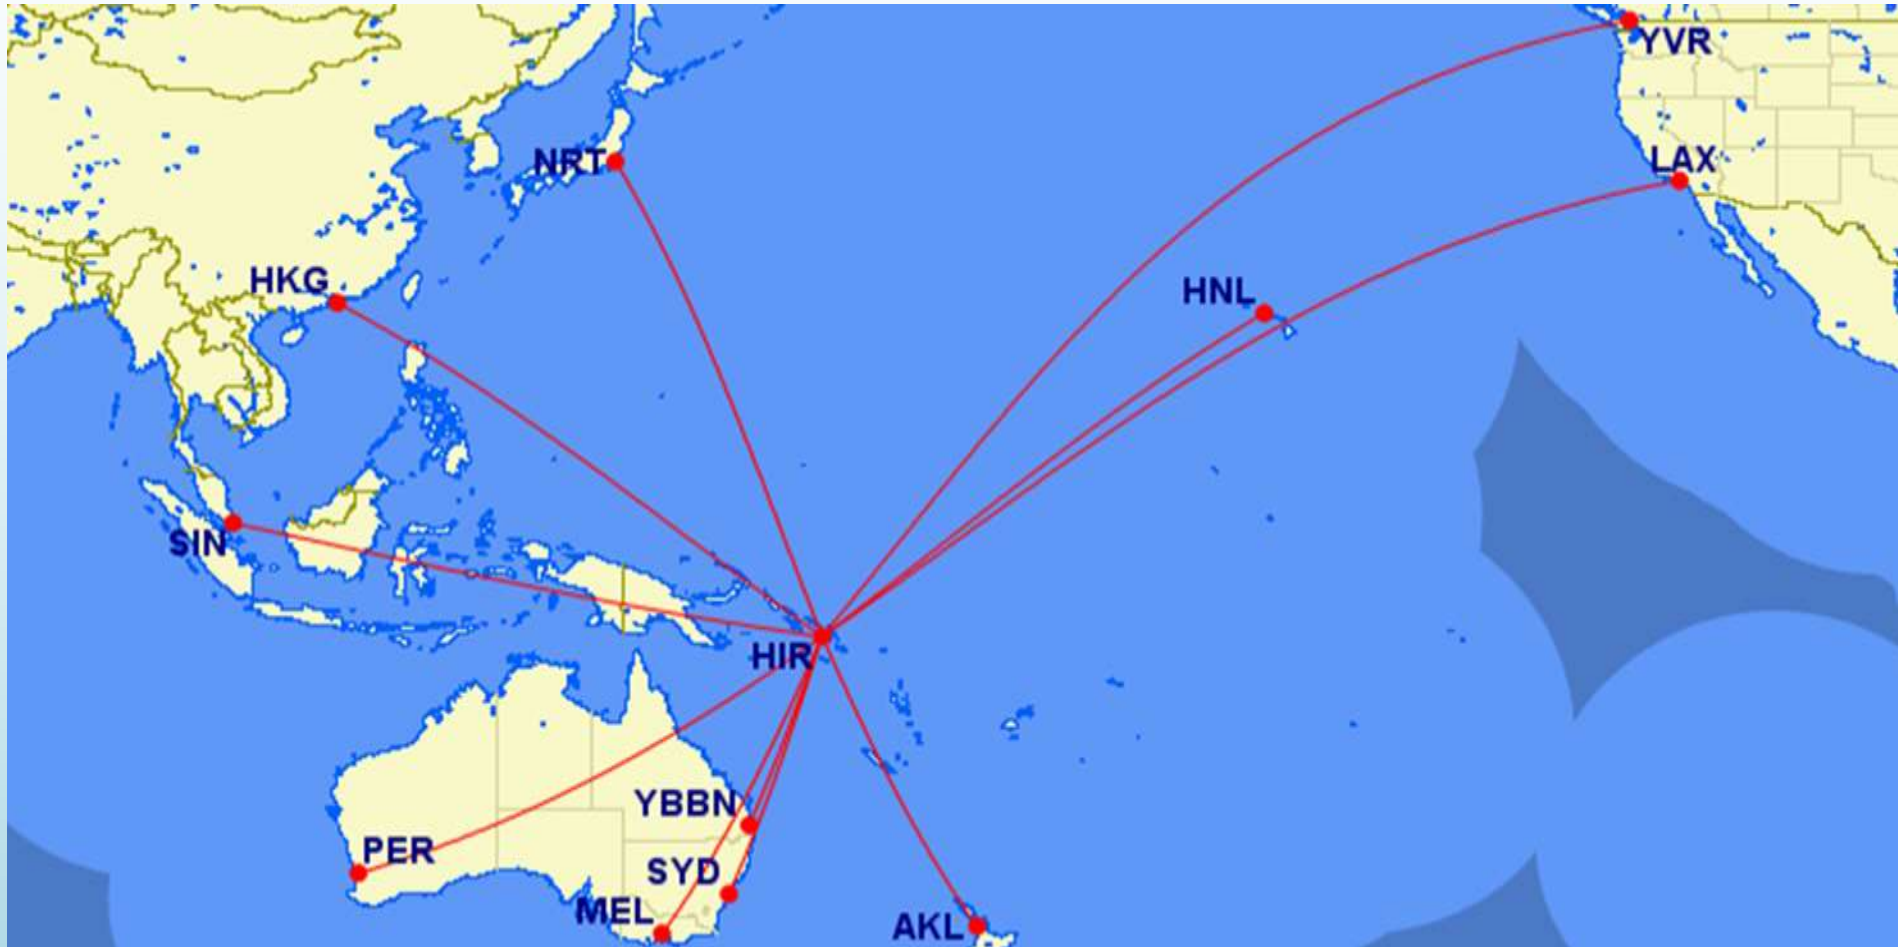 YVR
NRT
LAX
HKG
HNL
SIN
HIR
YBBN
PER
SYD
MEL
AKL